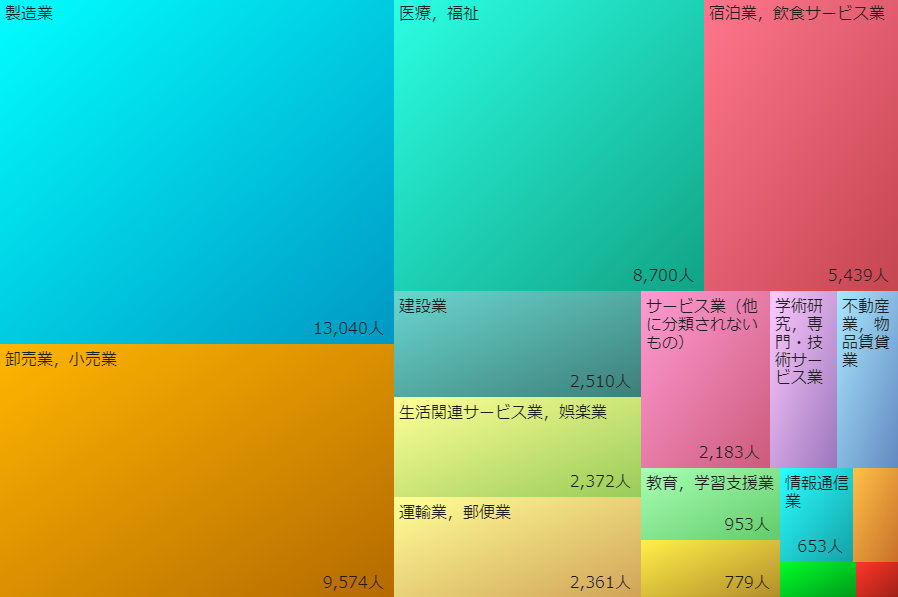 製造業
13,040人
卸売業，小売業
9,574人
医療，福祉
8,700人
宿泊業，飲食サービス業
5,439人
建設業
2,510人
生活関連サービス業，娯楽業
2,372人
運輸業，郵便業
2,361人
サービス業（他
に分類されない
もの）
2,183人
学術研
究，専
門・技
術サー
ビス業
不動産
業，物
品賃貸
業
教育，学習支援業
953人
779人
情報通信
業
653人